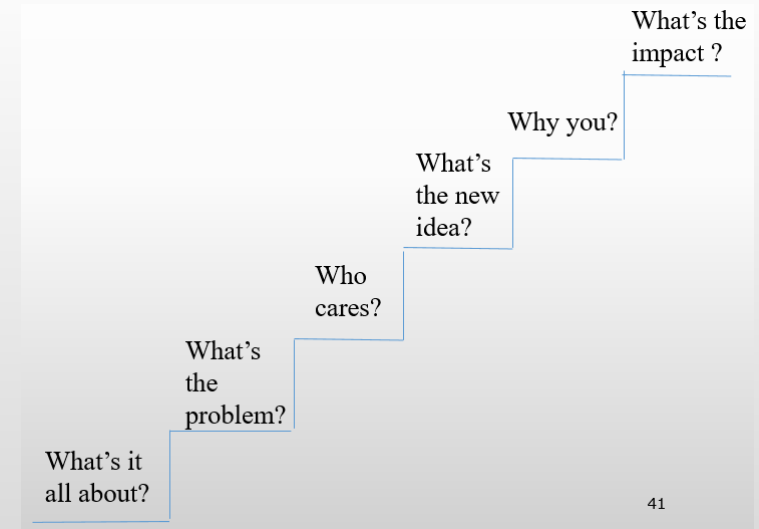 What’s the
impact ?
Why you?
What’s
the new
idea?
Who
cares?
What’s
the
problem?
What’s it
all about?
41